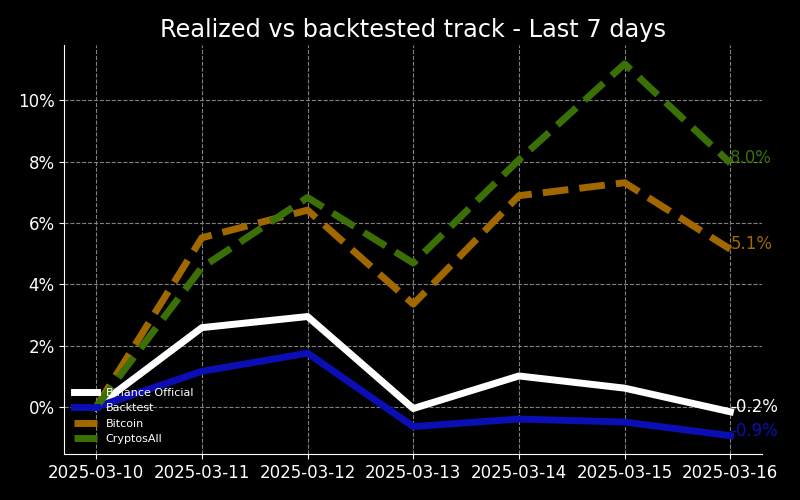 Realized vs backtested track - Last 7 days
10%
8%
6%
4%
2%
0%
8.0%
5.1%
-0.2%
-0.9%
Balance Official
Backtest
Bitcoin
CryptosAll
2025-03-10 2025-03-11 2025-03-12 2025-03-13 2025-03-14 2025-03-15 2025-03-16